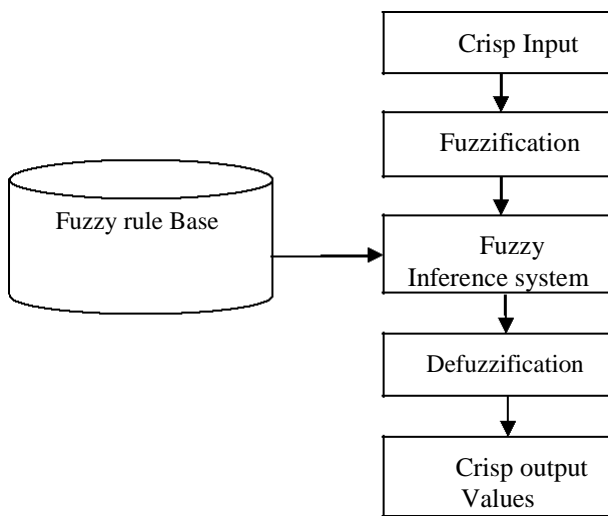 Crisp Input
Fuzzification
Fuzzy rule Base
Fuzzy
Inference system
Defuzzification
Crisp output
Values